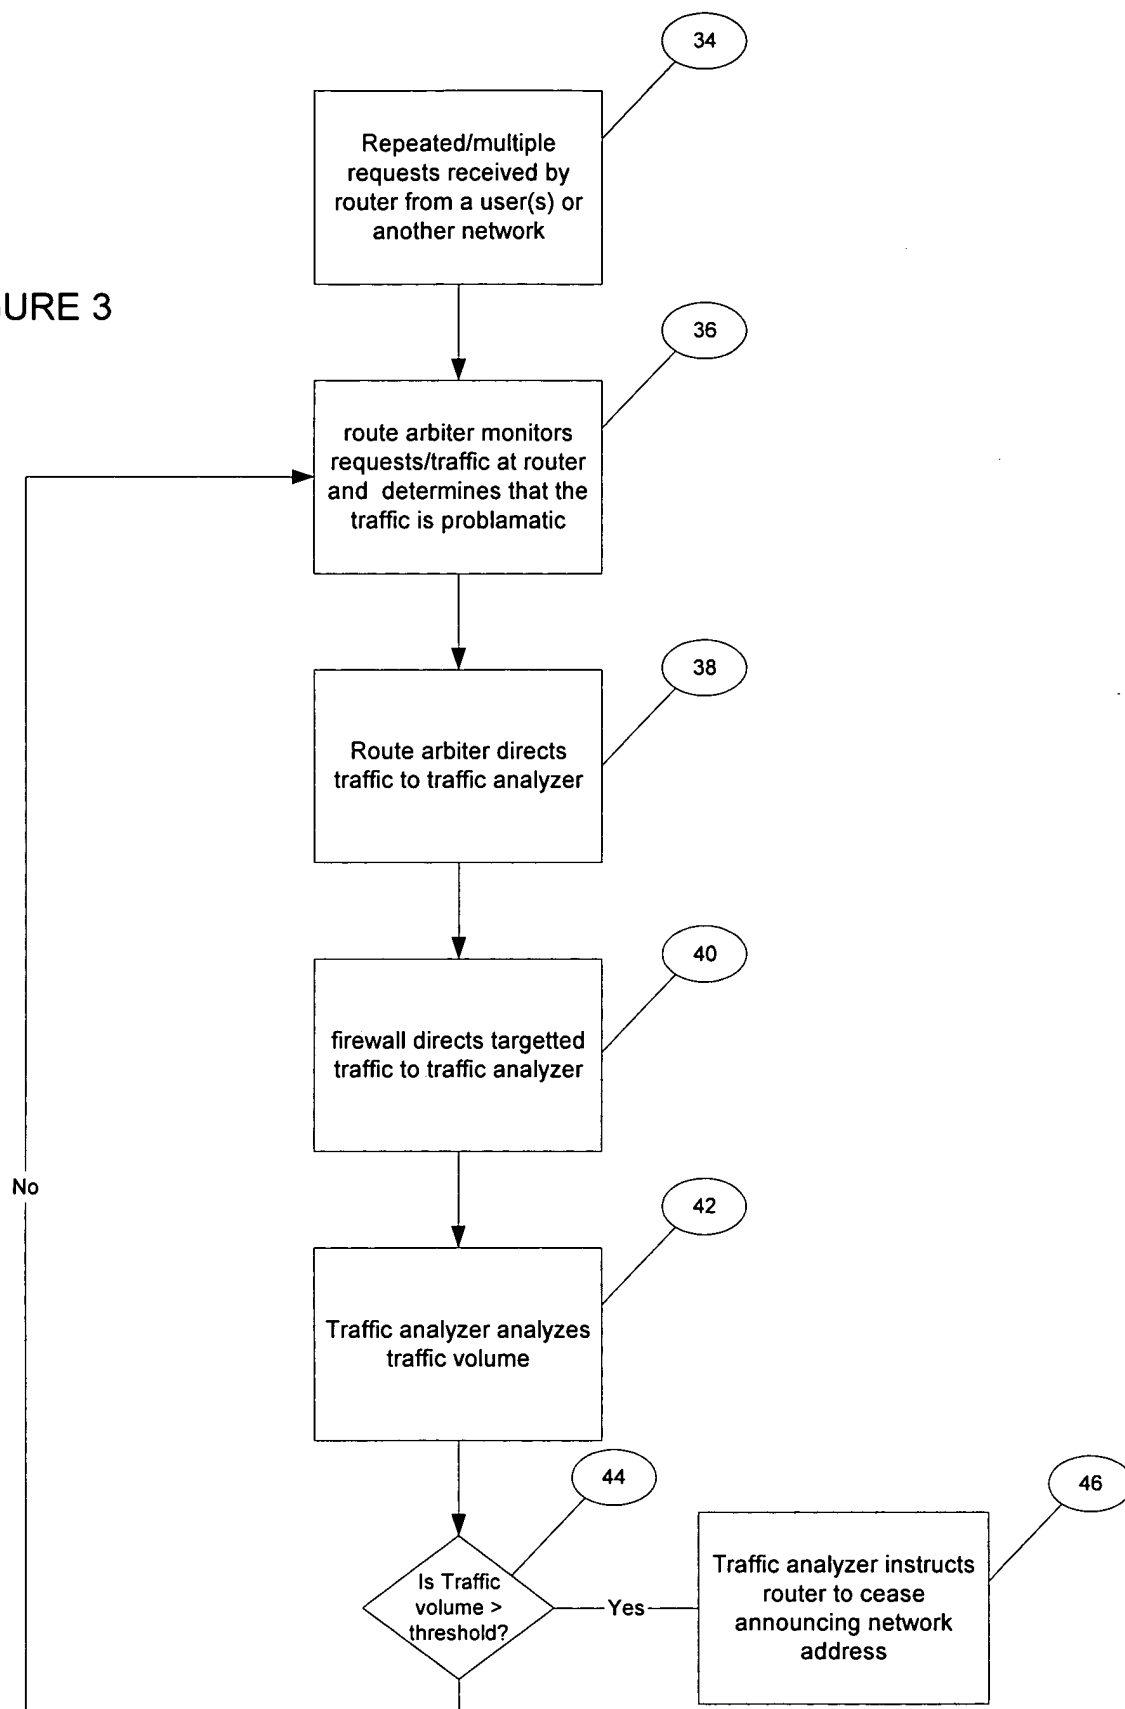 34
Repeated/multiple
requests received by
router from a user(s) or
another network
GURE 3
36
route arbiter monitors
requests/traffic at router
and determines that the
traffic is problamatic
38
Route arbiter directs
traffic to traffic analyzer
40
firewall directs targetted
traffic to traffic analyzer
No
42
Traffic analyzer analyzes
traffic volume
44
46
Is Traffic
volume >
threshold?
Yes
Traffic analyzer instructs
router to cease
announcing network
address